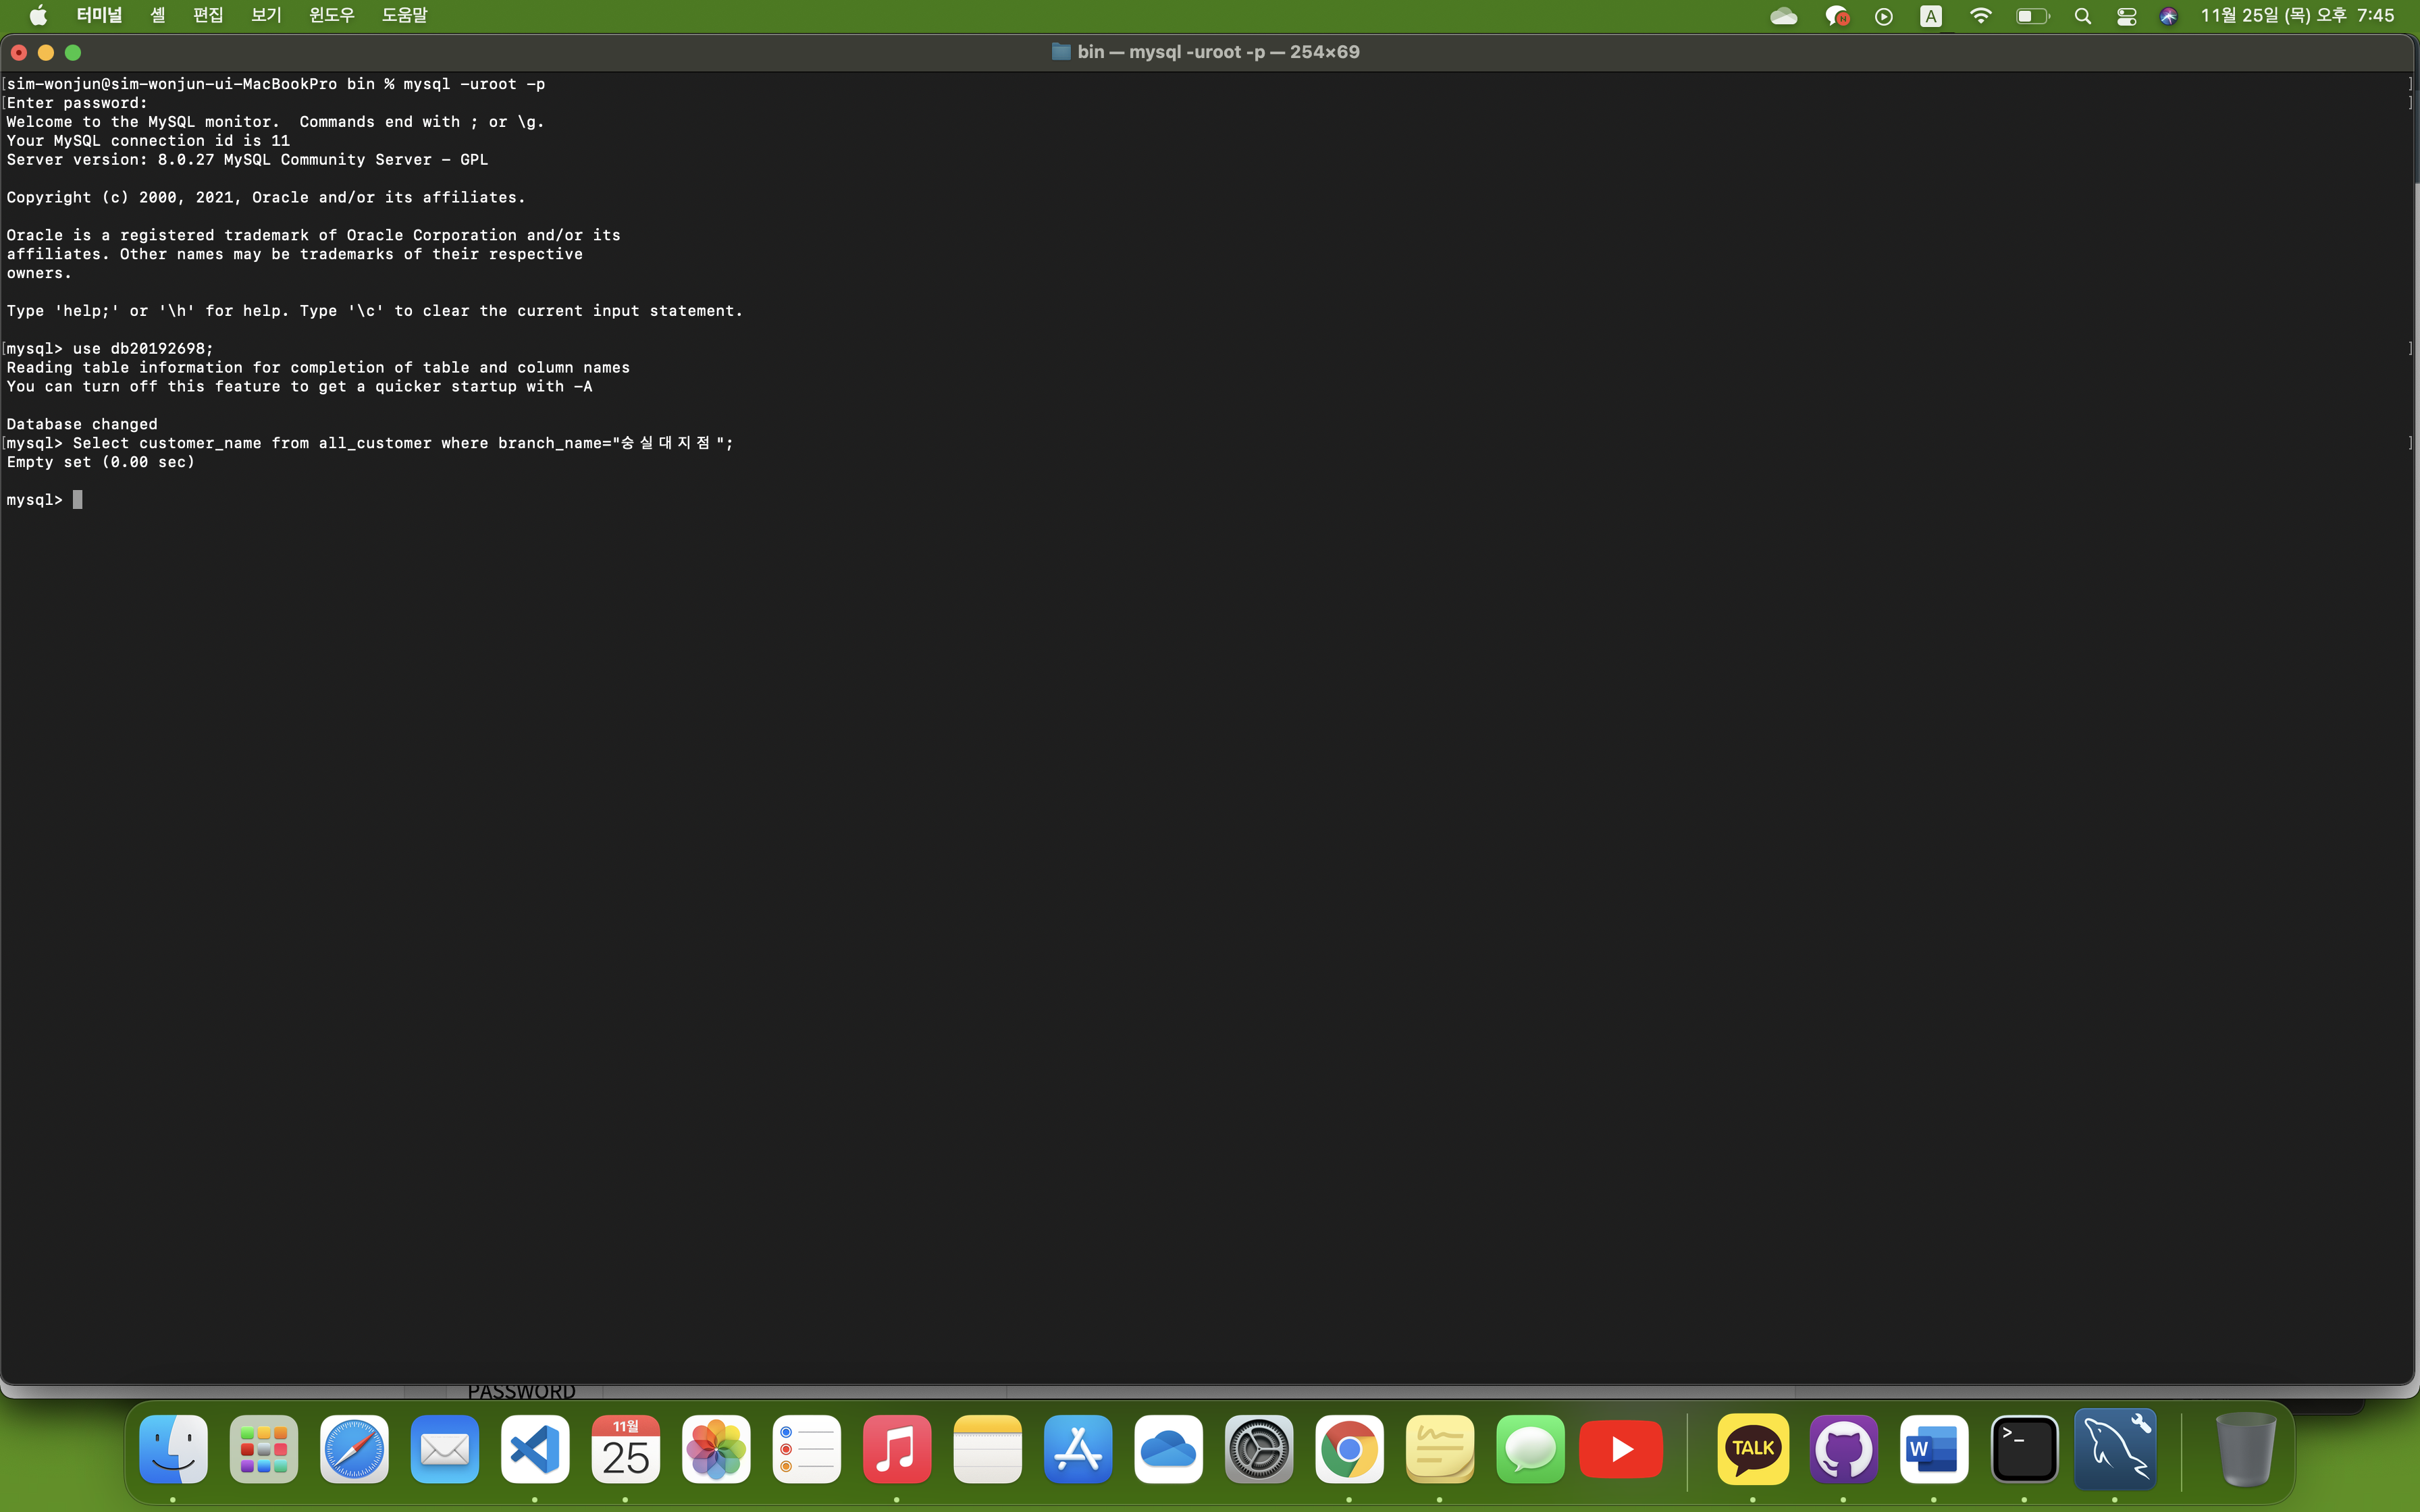 터미널 셸 편집 보기 윈도우 도움말 A 11월 25일 (목) 오후 7:45
bin — mysql -uroot -p — 254×69
[sim-wonjun@sim-wonjun-ui-MacBookPro bin % mysql -uroot -p ]
[Enter password: ]
Welcome to the MySQL monitor.  Commands end with ; or \g.
Your MySQL connection id is 11
Server version: 8.0.27 MySQL Community Server - GPL
Copyright (c) 2000, 2021, Oracle and/or its affiliates.
Oracle is a registered trademark of Oracle Corporation and/or its
affiliates. Other names may be trademarks of their respective
owners.
Type 'help;' or '\h' for help. Type '\c' to clear the current input statement.
[mysql> use db20192698; ]
Reading table information for completion of table and column names
You can turn off this feature to get a quicker startup with -A
Database changed
[mysql> Select customer_name from all_customer where branch_name="숭실대지점"; ]
Empty set (0.00 sec)
mysql>
PASSWORD
11월
25
TALK
W
>_